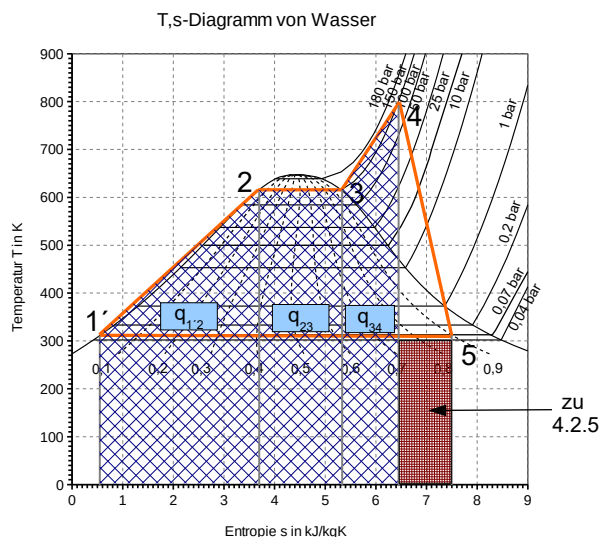 T,s-Diagramm von Wasser
Temperatur T in K
900
800
700
600
500
400
300
200
100
0
180 bar
150 bar
100 bar
50 bar
25 bar
10 bar
1 bar
0,2 bar
0,07 bar
0,04 bar
4
2
3
1´
5
q1´2
q23
q34
0,1
0,2
0,3
0,4
0,5
0,6
0,7
0,8
0,9
zu
4.2.5
0 1 2 3 4 5 6 7 8 9
Entropie s in kJ/kgK